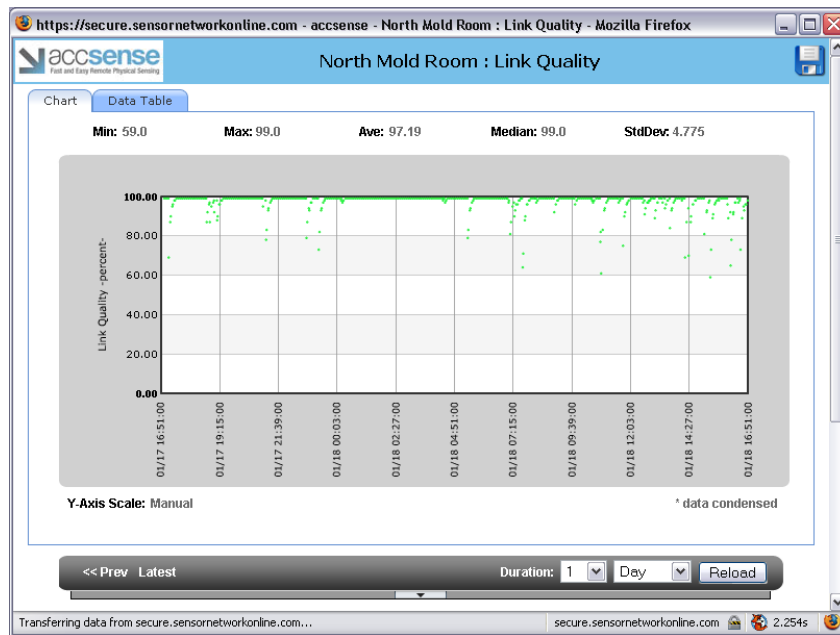 https://secure.sensornetworkonline.com - accsense - North Mold Room : Link Quality - Mozilla Firefox
accsense
Fast and Easy Remote Physical Sensing
North Mold Room : Link Quality
Chart Data Table
Min: 59.0 Max: 99.0 Ave: 97.19 Median: 99.0 StdDev: 4.775
Link Quality -percent-
100.00
80.00
60.00
40.00
20.00
0.00
01/17 16:51:00
01/17 19:15:00
01/17 21:39:00
01/18 00:03:00
01/18 02:27:00
01/18 04:51:00
01/18 07:15:00
01/18 09:39:00
01/18 12:03:00
01/18 14:27:00
01/18 16:51:00
Y-Axis Scale: Manual * data condensed
<< Prev Latest Duration: 1 Day Reload
Transferring data from secure.sensornetworkonline.com... secure.sensornetworkonline.com 2.254s